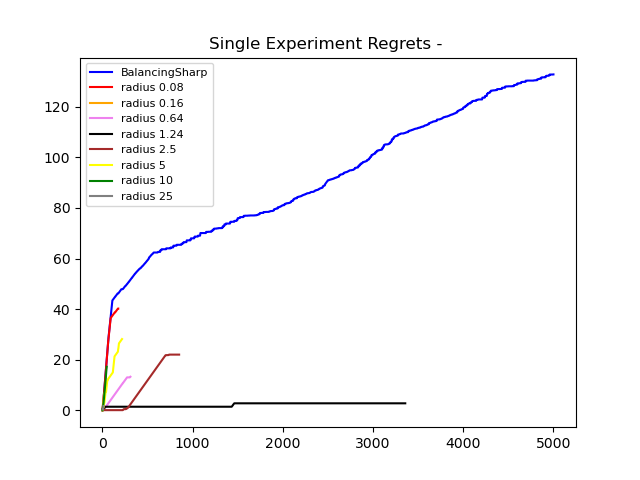 Single Experiment Regrets -
BalancingSharp
radius 0.08
radius 0.16
radius 0.64
radius 1.24
radius 2.5
radius 5
radius 10
radius 25
120
100
80
60
40
20
0
0 1000 2000 3000 4000 5000